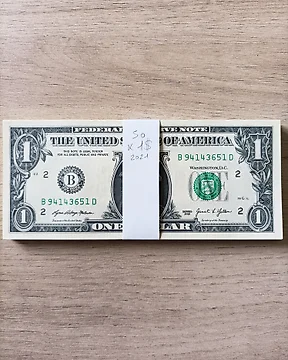 FEDERAL RESERVE NOTE
THE UNITED STATES OF AMERICA
THIS NOTE IS LEGAL TENDER
FOR ALL DEBTS, PUBLIC AND PRIVATE
50
x 1$
2021
B 94143651 D
WASHINGTON, D.C.
1
1
2
2
B
B 94143651 D
2
2
1
1
ONE DOLLAR